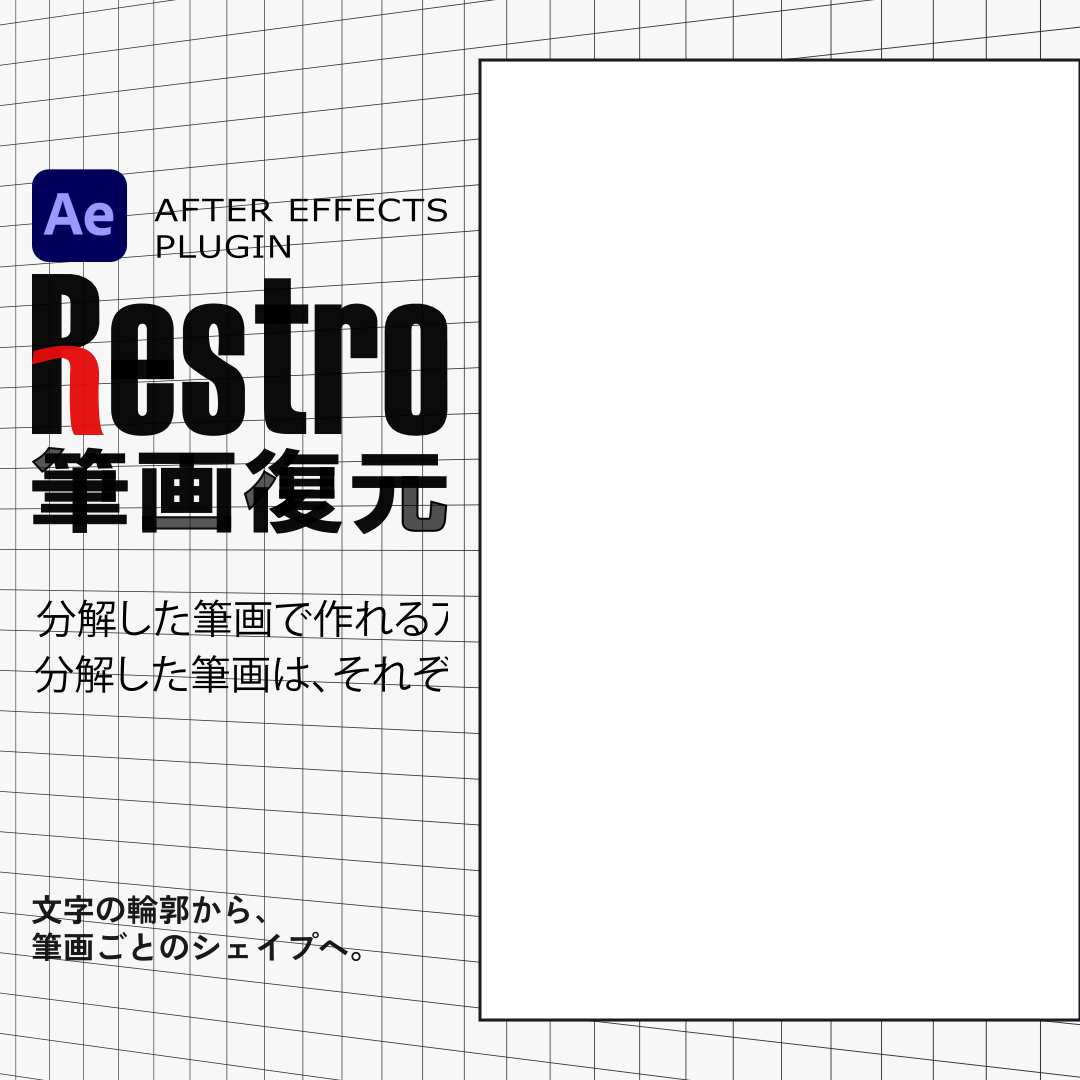 Ae
AFTER EFFECTS
PLUGIN
Restro
筆画復元
分解した筆画で作れる
分解した筆画は、それぞ
文字の輪郭から、
筆画ごとのシェイプへ。